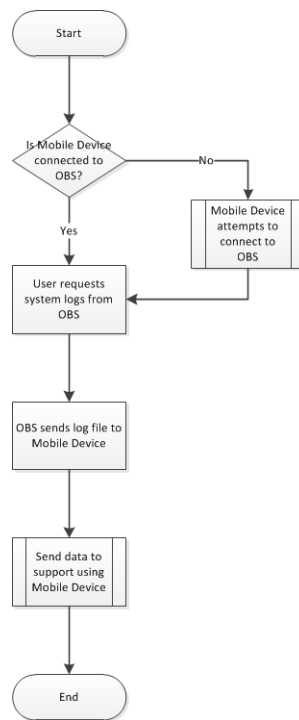 Start
Is Mobile Device
connected to
OBS?
No
Mobile Device
attempts to
connect to
OBS
Yes
User requests
system logs from
OBS
OBS sends log file to
Mobile Device
Send data to
support using
Mobile Device
End